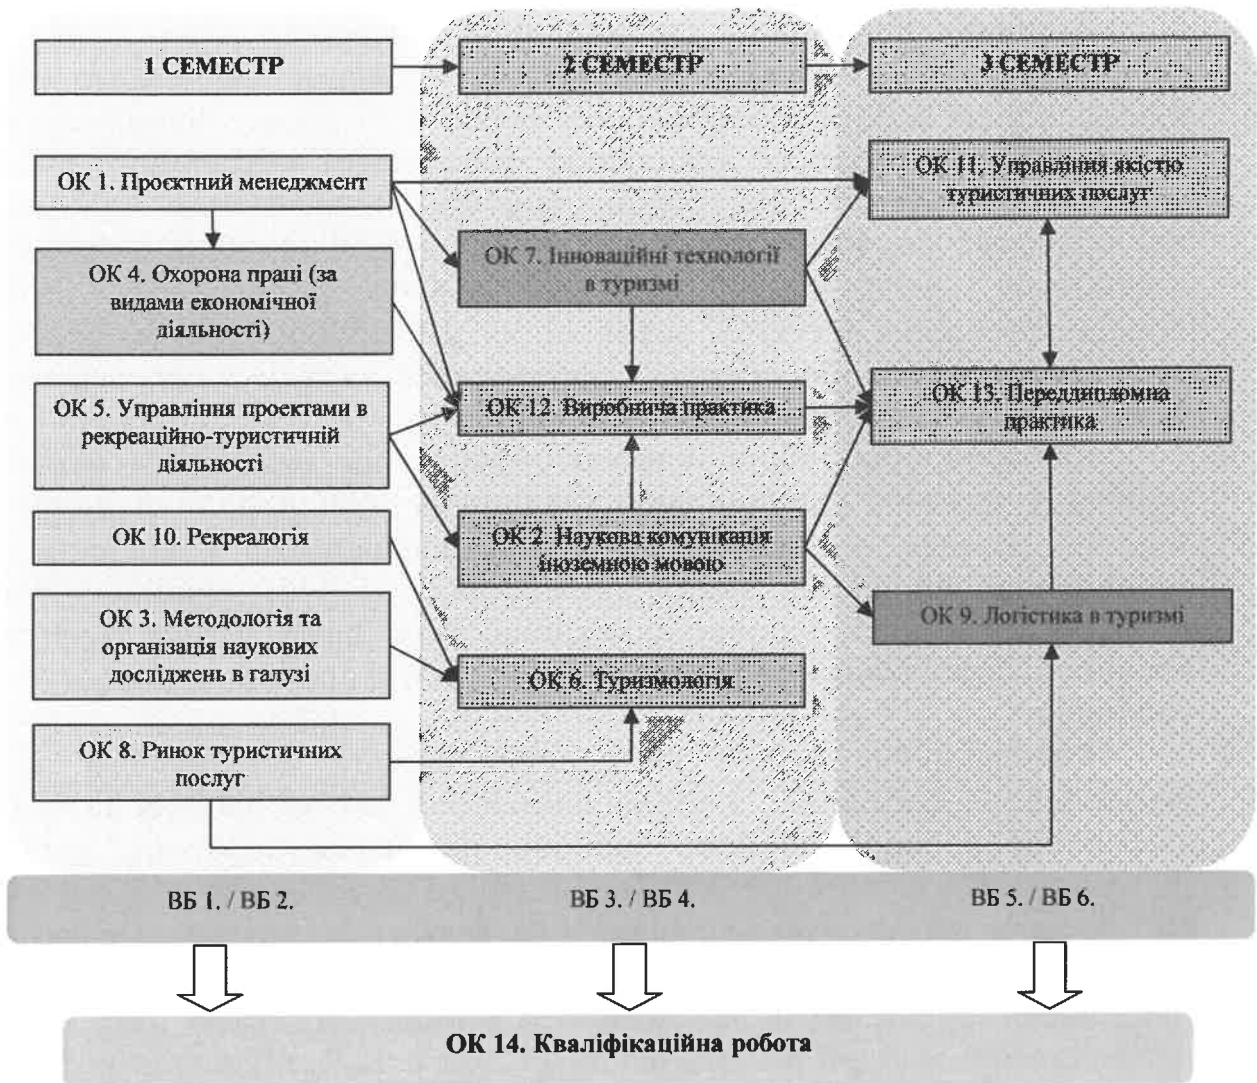 1 СЕМЕСТР
2 СЕМЕСТР
3 СЕМЕСТР
ОК 1. Проєктний менеджмент
ОК 4. Охорона праці (за
видами економічної
діяльності)
ОК 5. Управління проектами в
рекреаційно-туристичній
діяльності
ОК 10. Рекреалогія
ОК 3. Методологія та
організація наукових
досліджень в галузі
ОК 8. Ринок туристичних
послуг
ОК 7. Інноваційні технології
в туризмі
ОК 12. Виробнича практика
ОК 2. Наукова комунікація
іноземною мовою
ОК 6. Туризмологія
ОК 11. Управління якістю
туристичних послуг
ОК 13. Переддипломна
практика
ОК 9. Логістика в туризмі
ВБ 1. / ВБ 2.
ВБ 3. / ВБ 4.
ВБ 5. / ВБ 6.
ОК 14. Кваліфікаційна робота